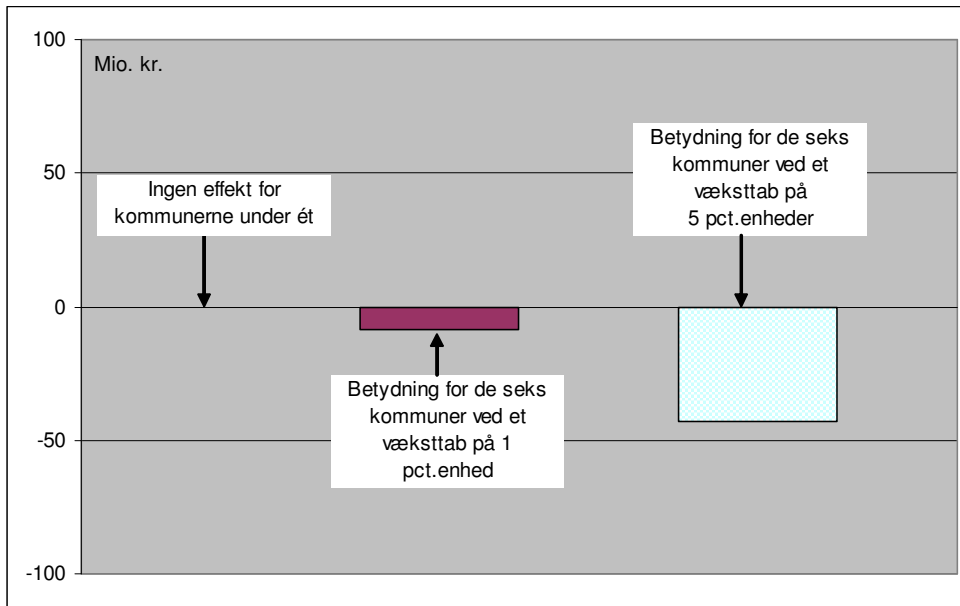 100
Mio. kr.
50
0
-50
-100
Ingen effekt for
kommunerne under ét
Betydning for de seks
kommuner ved et
væksttab på 1
pct.enhed
Betydning for de seks
kommuner ved et
væksttab på
5 pct.enheder